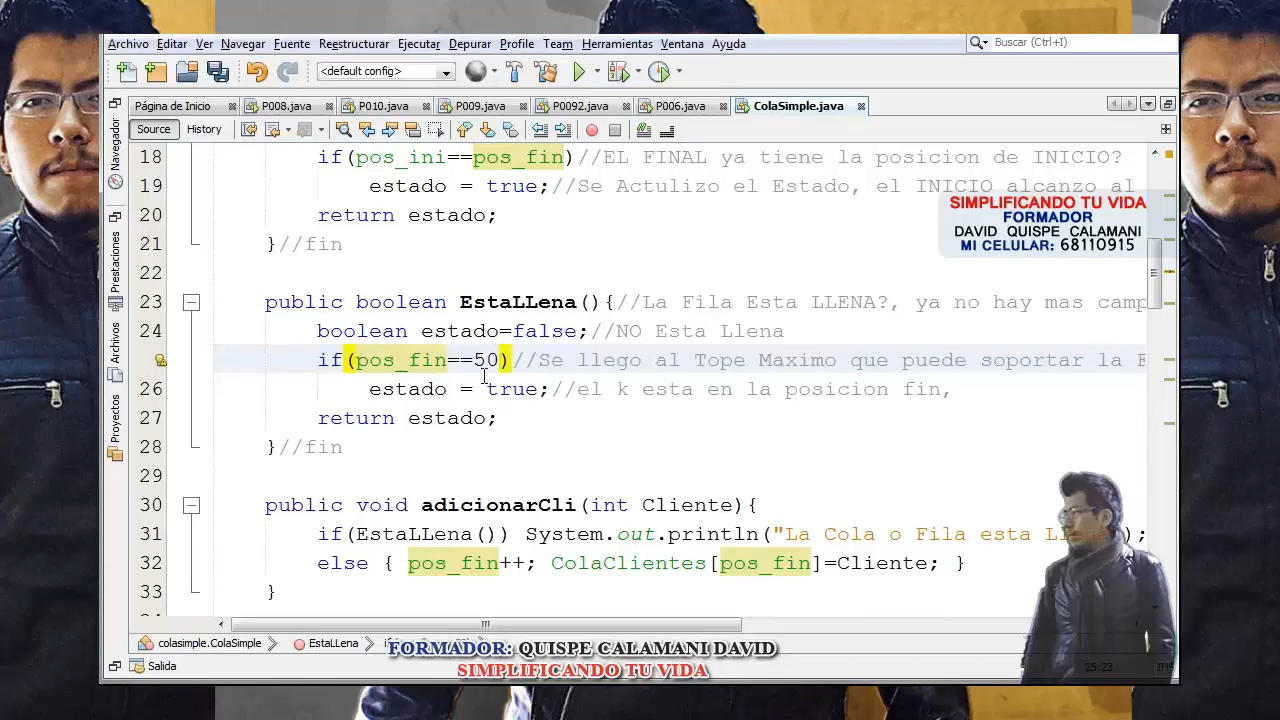 Archivo Editar Ver Navegar Fuente Reestructurar Ejecutar Depurar Profile Team Herramientas Ventana Ayuda
Buscar (Ctrl+I)
<default config>
Página de Inicio P008.java P010.java P009.java P0092.java P006.java ColaSimple.java
Source History
Navegador
Prestaciones
Archivos
Proyectos
18 if(pos_ini==pos_fin)//EL FINAL ya tiene la posicion de INICIO?
19 estado = true;//Se Actulizo el Estado, el INICIO alcanzo al
20 return estado;
21 }//fin
22
23 public boolean EstaLLena(){//La Fila Esta LLENA?, ya no hay mas camp
24 boolean estado=false;//NO Esta Llena
if(pos_fin==50)//Se llego al Tope Maximo que puede soportar la
26 estado = true;//el k esta en la posicion fin,
27 return estado;
28 }//fin
29
30 public void adicionarCli(int Cliente){
31 if(EstaLLena()) System.out.println("La Cola o Fila esta );
32 else { pos_fin++; ColaClientes[pos_fin]=Cliente; }
33 }
SIMPLIFICANDO TU VIDA
FORMADOR
DAVID QUISPE CALAMANI
MI CELULAR: 68110915
colasimple.ColaSimple EstaLLena
FORMADOR: QUISPE CALAMANI DAVID
SIMPLIFICANDO TU VIDA
Salida
25:23 INS